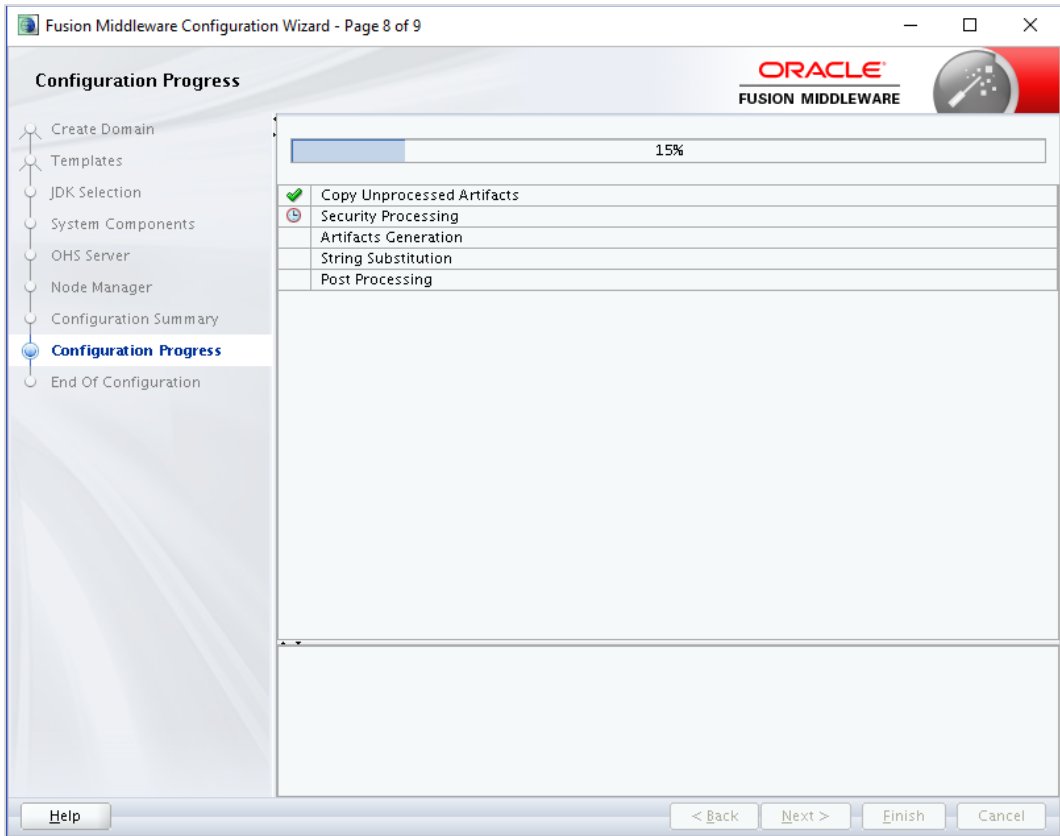 Fusion Middleware Configuration Wizard - Page 8 of 9
Configuration Progress
ORACLE
FUSION MIDDLEWARE
Create Domain
Templates
JDK Selection
System Components
OHS Server
Node Manager
Configuration Summary
Configuration Progress
End Of Configuration
15%
Copy Unprocessed Artifacts
Security Processing
Artifacts Generation
String Substitution
Post Processing
Help
< Back
Next >
Finish
Cancel